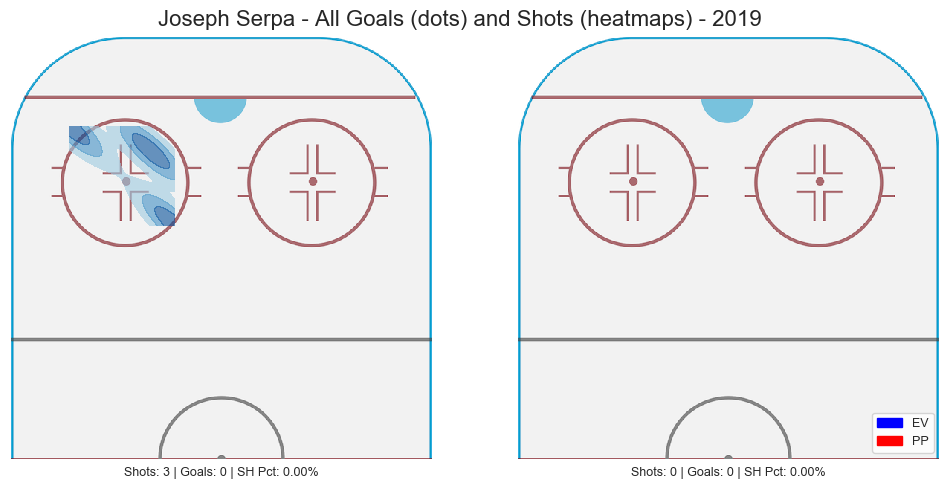 Joseph Serpa - All Goals (dots) and Shots (heatmaps) - 2019
EV
PP
Shots: 3 | Goals: 0 | SH Pct: 0.00%
Shots: 0 | Goals: 0 | SH Pct: 0.00%